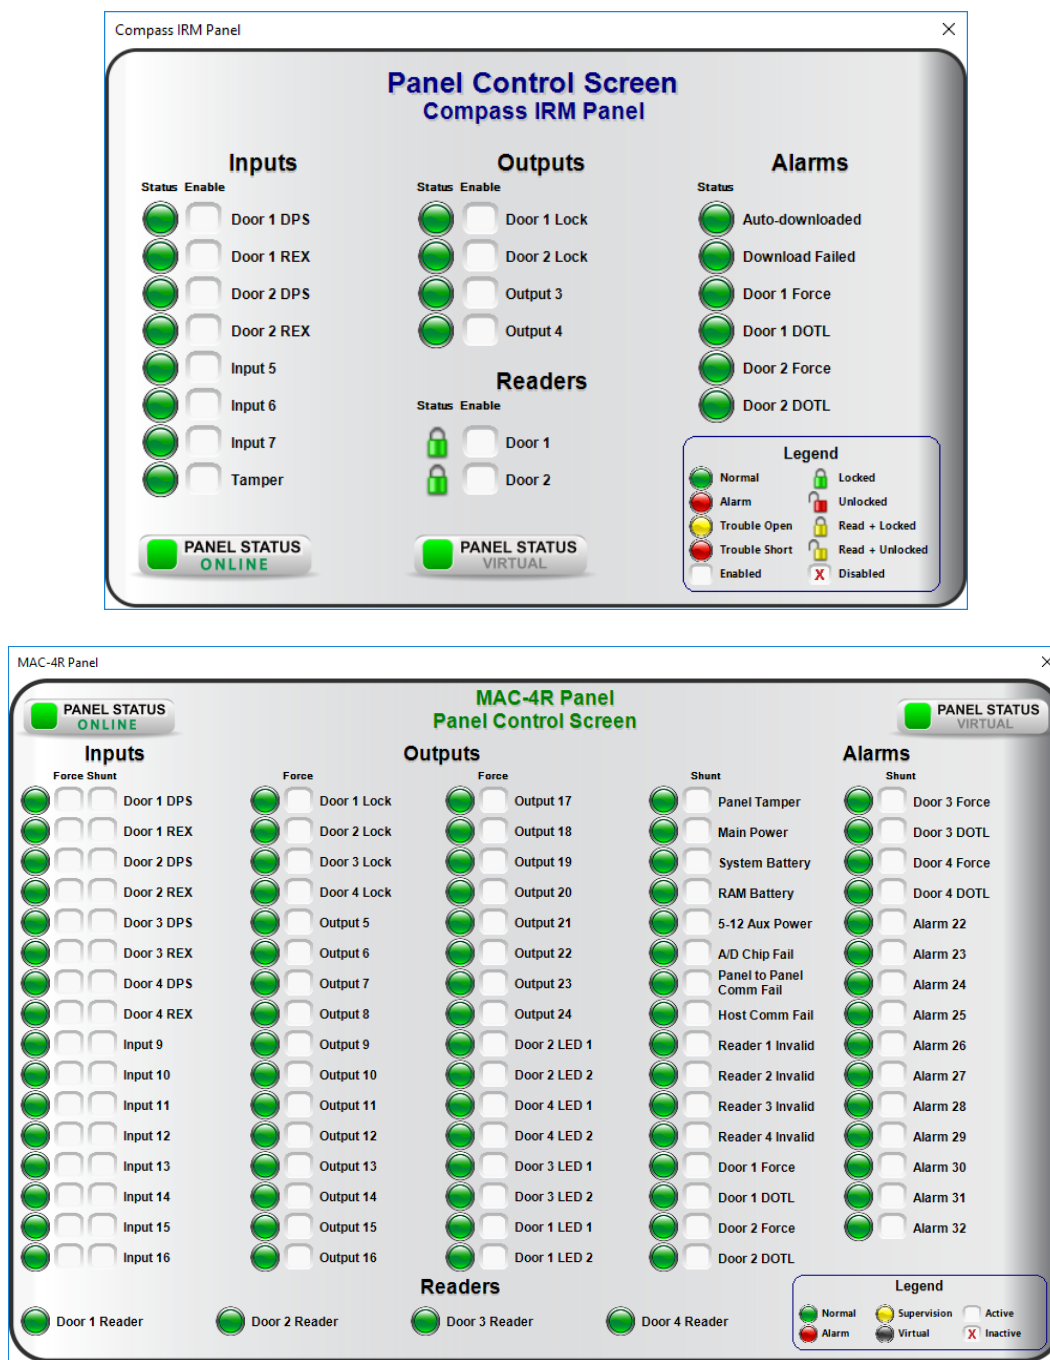 Compass IRM Panel
Panel Control Screen
Compass IRM Panel
Inputs
Status Enable
Door 1 DPS
Door 1 REX
Door 2 DPS
Door 2 REX
Input 5
Input 6
Input 7
Tamper
PANEL STATUS
ONLINE
Outputs
Status Enable
Door 1 Lock
Door 2 Lock
Output 3
Output 4
Readers
Status Enable
Door 1
Door 2
PANEL STATUS
VIRTUAL
Alarms
Status
Auto-downloaded
Download Failed
Door 1 Force
Door 1 DOTL
Door 2 Force
Door 2 DOTL
Legend
Normal
Locked
Alarm
Unlocked
Trouble Open
Read + Locked
Trouble Short
Read + Unlocked
Enabled
X Disabled
MAC-4R Panel
PANEL STATUS
ONLINE
MAC-4R Panel
Panel Control Screen
PANEL STATUS
VIRTUAL
Inputs
Force Shunt
Door 1 DPS
Door 1 REX
Door 2 DPS
Door 2 REX
Door 3 DPS
Door 3 REX
Door 4 DPS
Door 4 REX
Input 9
Input 10
Input 11
Input 12
Input 13
Input 14
Input 15
Input 16
Outputs
Force
Door 1 Lock
Door 2 Lock
Door 3 Lock
Door 4 Lock
Output 5
Output 6
Output 7
Output 8
Output 9
Output 10
Output 11
Output 12
Output 13
Output 14
Output 15
Output 16
Force
Output 17
Output 18
Output 19
Output 20
Output 21
Output 22
Output 23
Output 24
Door 2 LED 1
Door 2 LED 2
Door 4 LED 1
Door 4 LED 2
Door 3 LED 1
Door 3 LED 2
Door 1 LED 1
Door 1 LED 2
Alarms
Shunt
Panel Tamper
Main Power
System Battery
RAM Battery
5-12 Aux Power
A/D Chip Fail
Panel to Panel
Comm Fail
Host Comm Fail
Reader 1 Invalid
Reader 2 Invalid
Reader 3 Invalid
Reader 4 Invalid
Door 1 Force
Door 1 DOTL
Door 2 Force
Door 2 DOTL
Shunt
Door 3 Force
Door 3 DOTL
Door 4 Force
Door 4 DOTL
Alarm 22
Alarm 23
Alarm 24
Alarm 25
Alarm 26
Alarm 27
Alarm 28
Alarm 29
Alarm 30
Alarm 31
Alarm 32
Readers
Door 1 Reader
Door 2 Reader
Door 3 Reader
Door 4 Reader
Legend
Normal
Supervision
Active
Alarm
Virtual
X Inactive